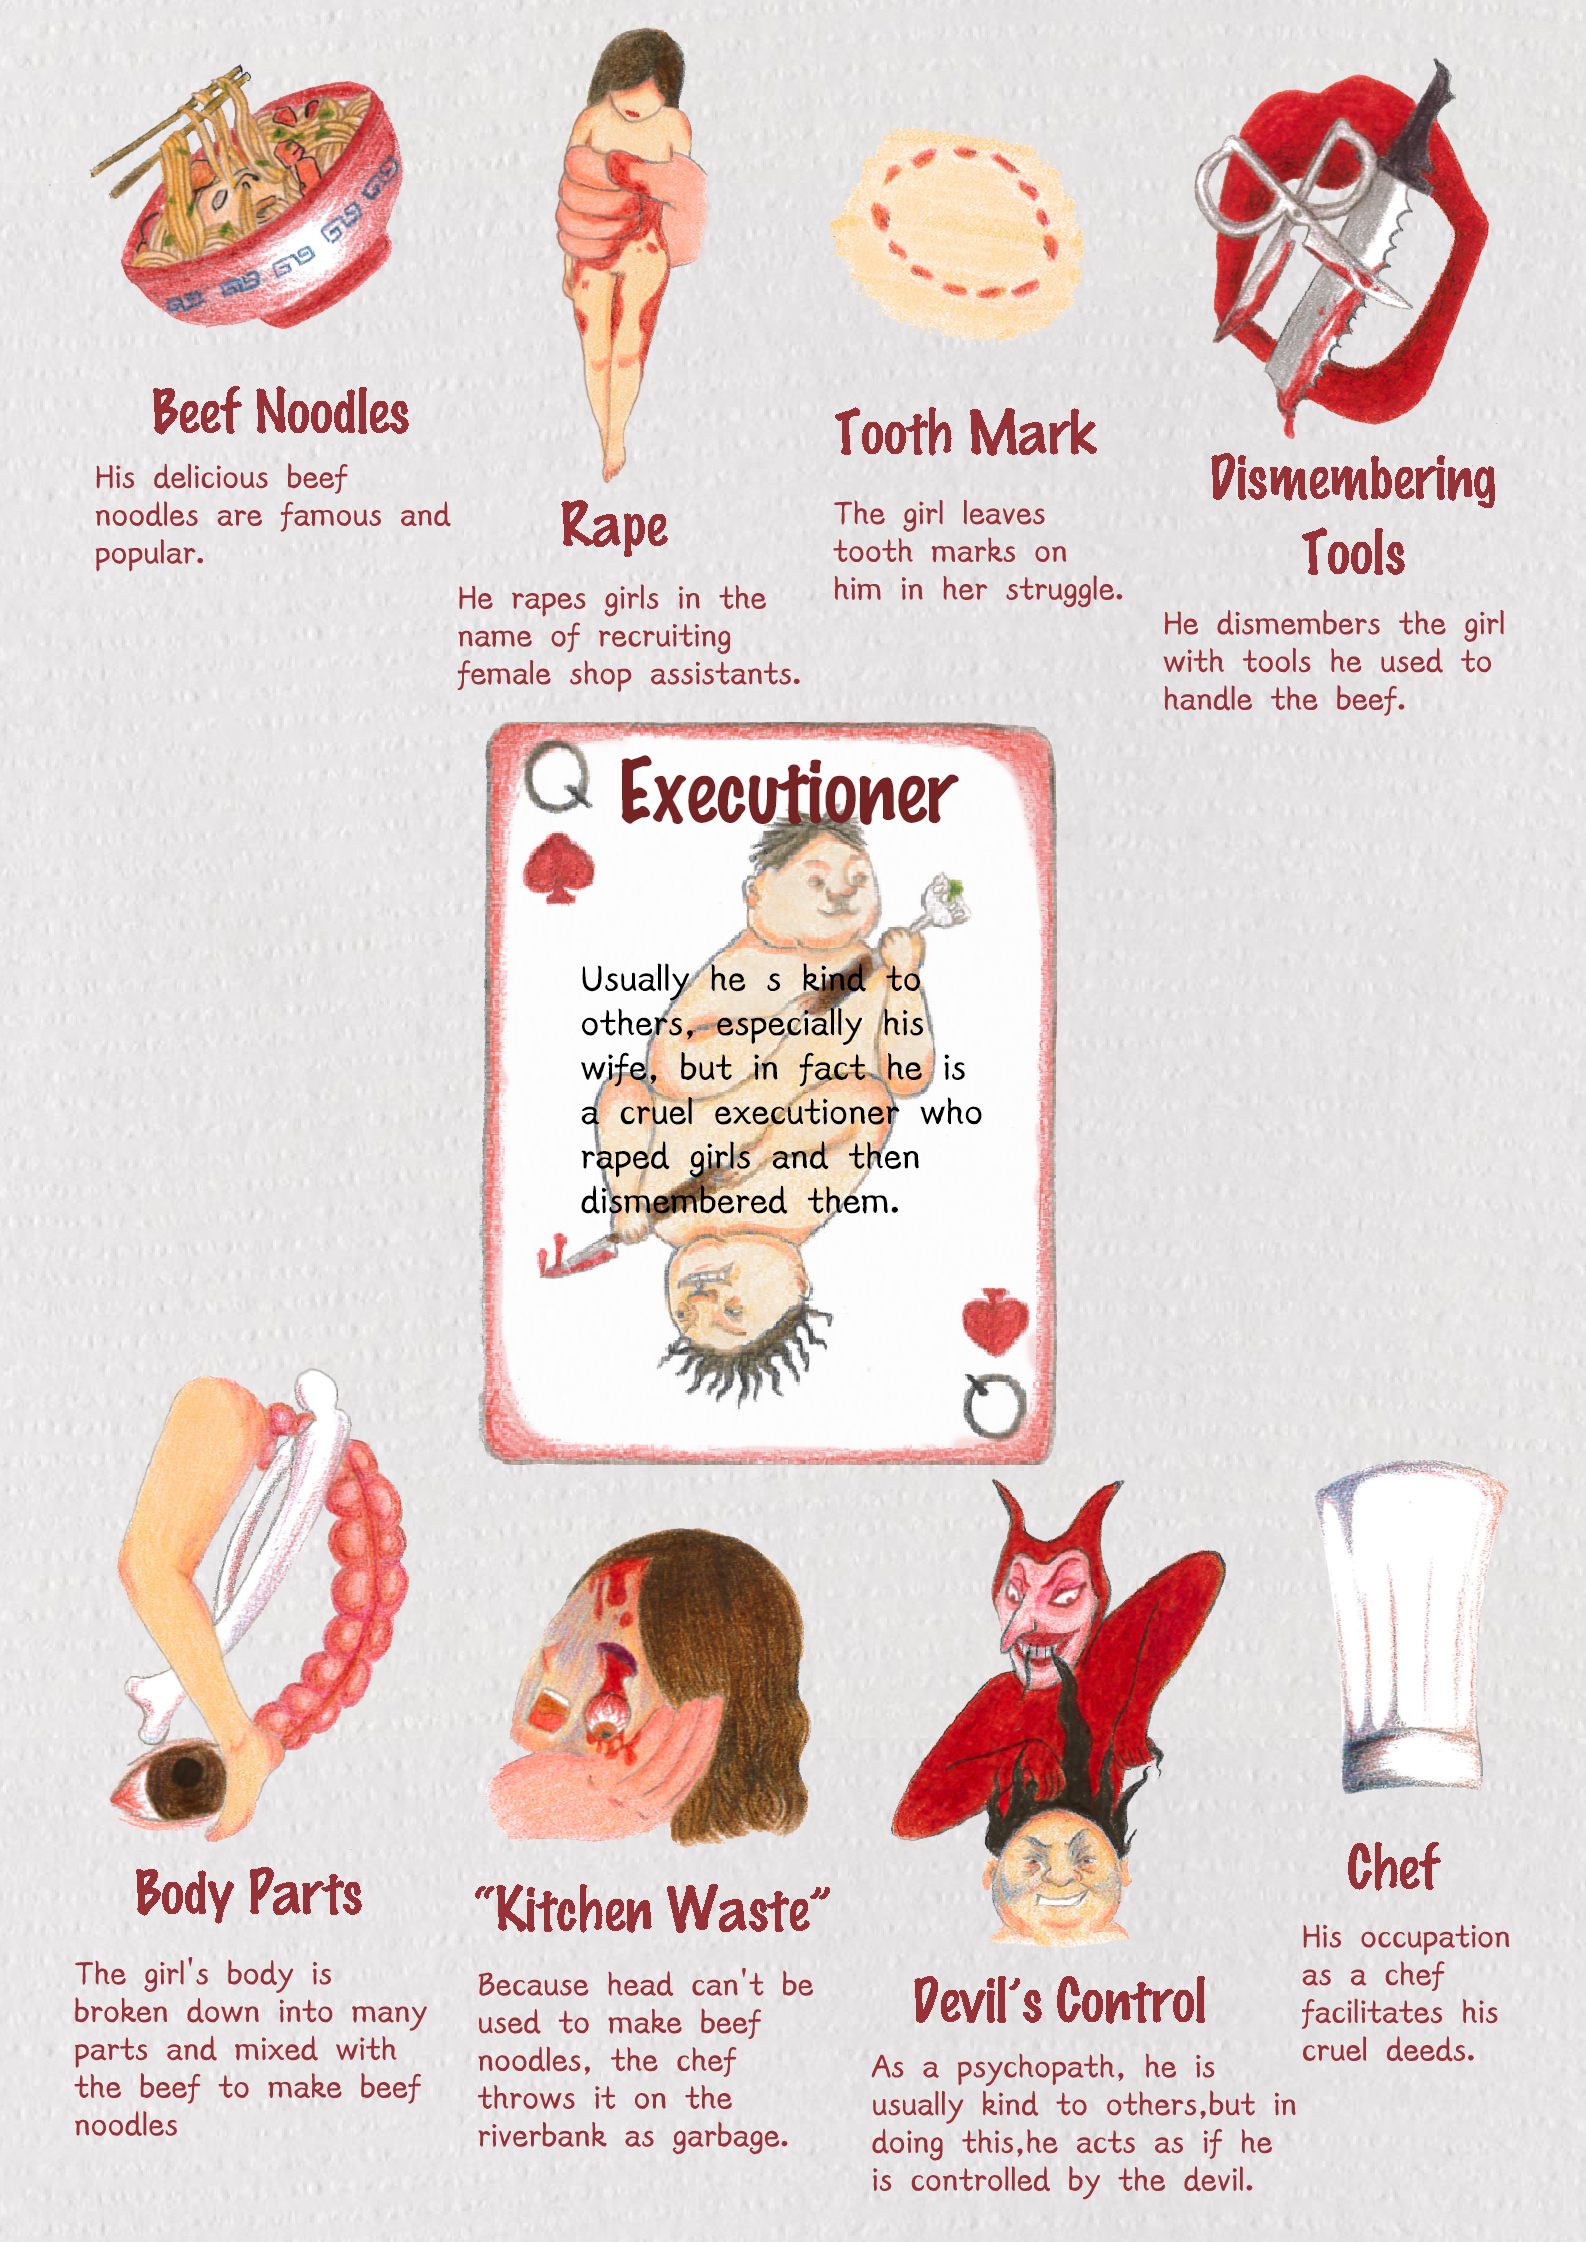 Beef Noodles
His delicious beef
noodles are famous and
popular.
Rape
He rapes girls in the
name of recruiting
female shop assistants.
Tooth Mark
The girl leaves
tooth marks on
him in her struggle.
Dismembering
Tools
He dismembers the girl
with tools he used to
handle the beef.
Q
Executioner
Usually he s kind to
others, especially his
wife, but in fact he is
a cruel executioner who
raped girls and then
dismembered them.
Q
Body Parts
The girl's body is
broken down into many
parts and mixed with
the beef to make beef
noodles
“Kitchen Waste”
Because head can't be
used to make beef
noodles, the chef
throws it on the
riverbank as garbage.
Devil’s Control
As a psychopath, he is
usually kind to others,but in
doing this,he acts as if he
is controlled by the devil.
Chef
His occupation
as a chef
facilitates his
cruel deeds.